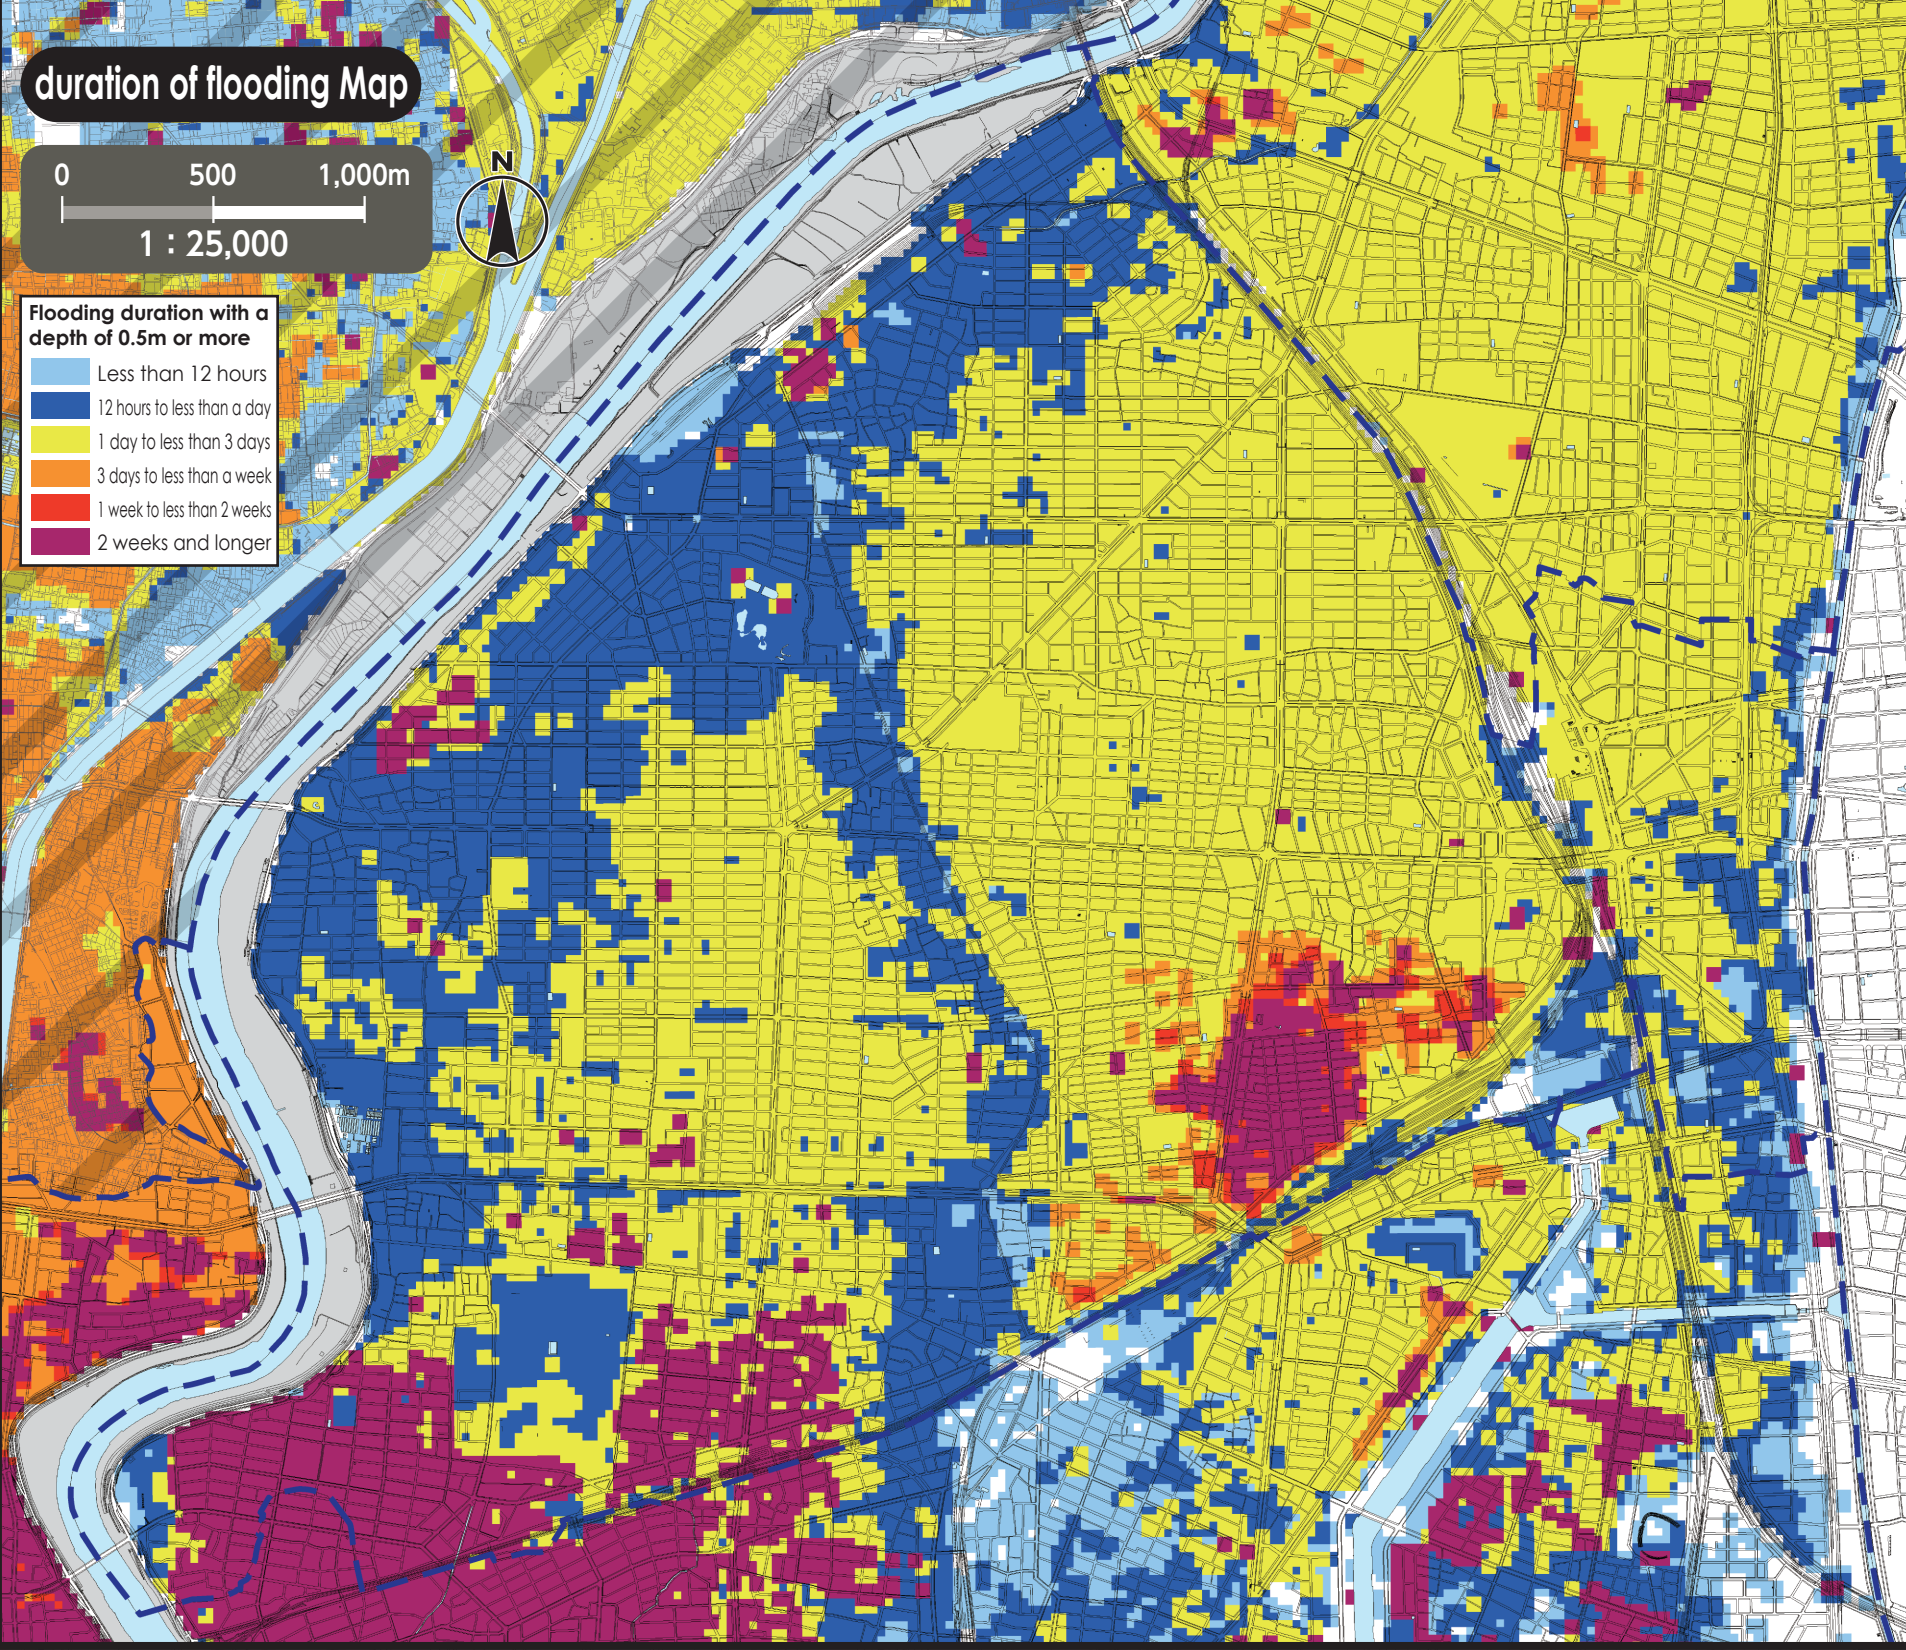 duration of flooding Map
0 500 1,000m
1 : 25,000
N
Flooding duration with a
depth of 0.5m or more
Less than 12 hours
12 hours to less than a day
1 day to less than 3 days
3 days to less than a week
1 week to less than 2 weeks
2 weeks and longer